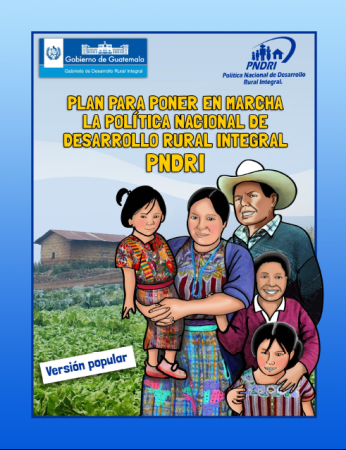 Gobierno de Guatemala
Gabinete de Desarrollo Rural Integral
PNDRI
Política Nacional de Desarrollo
Rural Integral.
PLAN PARA PONER EN MARCHA
LA POLÍTICA NACIONAL DE
DESARROLLO RURAL INTEGRAL
PNDRI
Versión popular